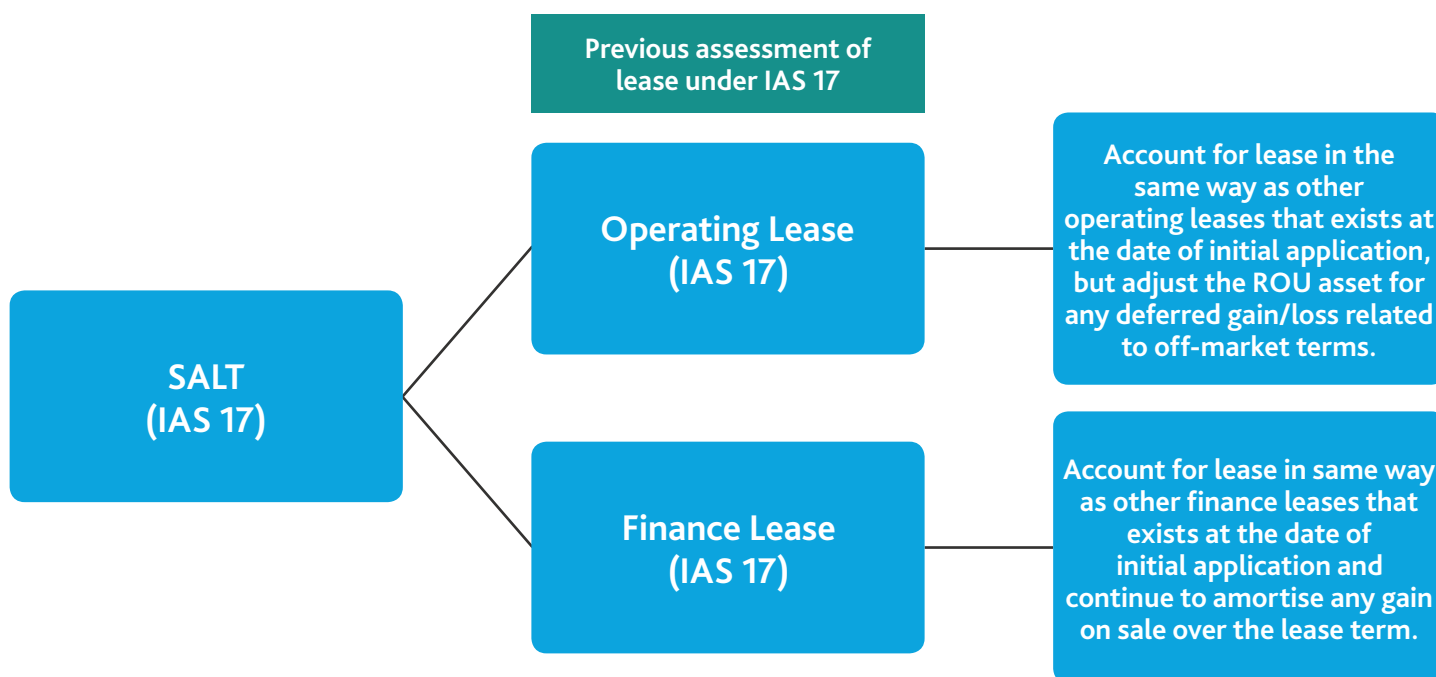 Previous assessment of
lease under IAS 17
SALT
(IAS 17)
Operating Lease
(IAS 17)
Account for lease in the
same way as other
operating leases that exists at
the date of initial application,
but adjust the ROU asset for
any deferred gain/loss related
to off-market terms.
Finance Lease
(IAS 17)
Account for lease in same way
as other finance leases that
exists at the date of
initial application and
continue to amortise any gain
on sale over the lease term.